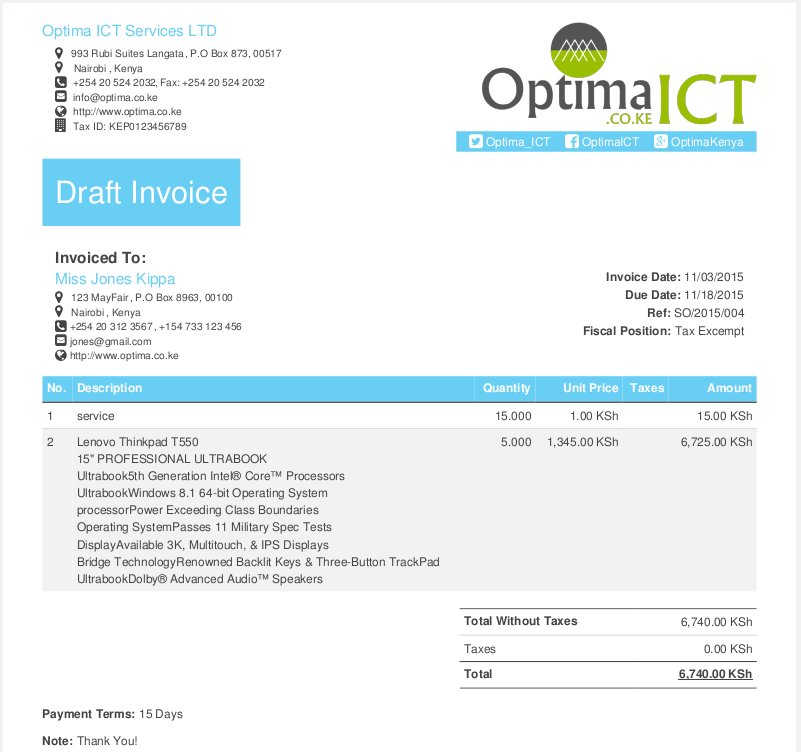 Optima ICT Services LTD
993 Rubi Suites Langata, P.O Box 873, 00517
Nairobi , Kenya
+254 20 524 2032, Fax: +254 20 524 2032
info@optima.co.ke
http://www.optima.co.ke
Tax ID: KEP0123456789
OptimaICT
.CO.KE
Optima_ICT OptimaICT OptimaKenya
Draft Invoice
Invoiced To:
Miss Jones Kippa
123 MayFair, P.O Box 8963, 00100
Nairobi , Kenya
+254 20 312 3567, +154 733 123 456
jones@gmail.com
http://www.optima.co.ke
Invoice Date: 11/03/2015
Due Date: 11/18/2015
Ref: SO/2015/004
Fiscal Position: Tax Excempt
No. Description Quantity Unit Price Taxes Amount
1 service 15.000 1.00 KSh 15.00 KSh
2 Lenovo Thinkpad T550 5.000 1,345.00 KSh 6,725.00 KSh
15" PROFESSIONAL ULTRABOOK
Ultrabook5th Generation Intel® Core™ Processors
UltrabookWindows 8.1 64-bit Operating System
processorPower Exceeding Class Boundaries
Operating SystemPasses 11 Military Spec Tests
DisplayAvailable 3K, Multitouch, & IPS Displays
Bridge TechnologyRenowned Backlit Keys & Three-Button TrackPad
UltrabookDolby® Advanced Audio™ Speakers
Total Without Taxes 6,740.00 KSh
Taxes 0.00 KSh
Total 6,740.00 KSh
Payment Terms: 15 Days
Note: Thank You!